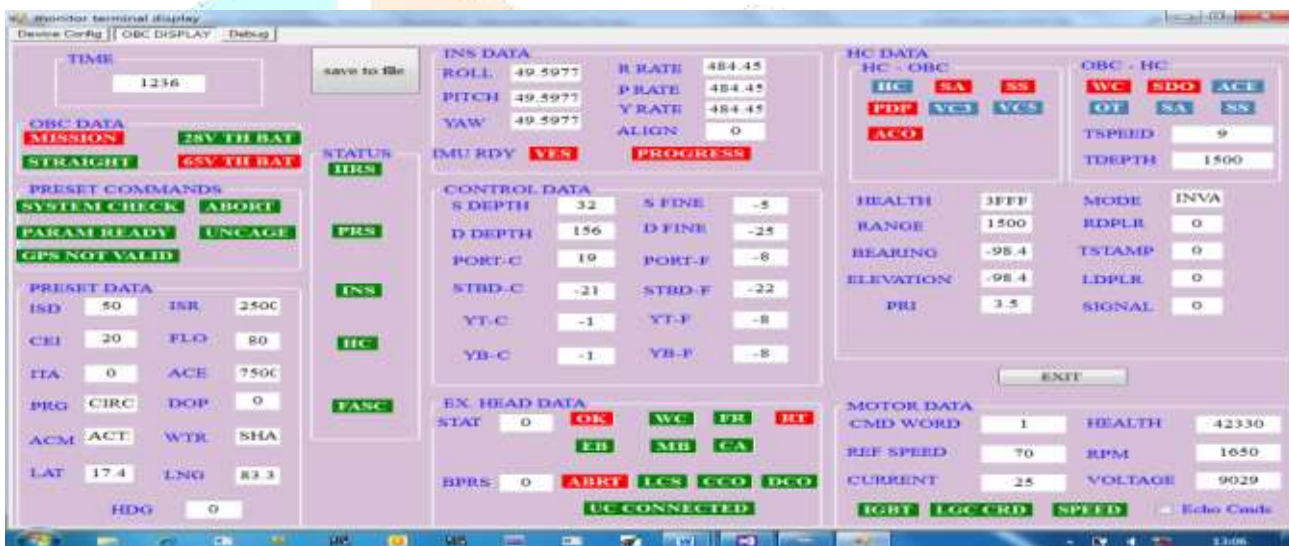 monitor terminal display
Device Config OBC DISPLAY Debug
TIME
1236
save to file
OBC DATA
MISSION 28V TH BAT
STRAIGHT 65V TH BAT
PRESET COMMANDS
SYSTEM CHECK ABORT
PARAM READY UNCAGE
GPS NOT VALID
PRESET DATA
ISD 50 ISR 2500
CEI 20 FLO 80
ITA 0 ACE 7500
PRG CIRC DOP 0
ACM ACT WTR SHA
LAT 17.4 LNG 83.3
HDG 0
STATUS
HRS
PRS
INS
HC
FASC
INS DATA
ROLL 49.5977 R RATE 484.45
PITCH 49.5977 P RATE 484.45
YAW 49.5977 Y RATE 484.45
ALIGN 0
IMU RDY YES PROGRESS
CONTROL DATA
S DEPTH 32 S FINE -5
D DEPTH 156 D FINE -25
PORT-C 19 PORT-F -8
STBD-C -21 STBD-F -22
YT-C -1 YT-F -8
YB-C -1 YB-F -8
EX. HEAD DATA
STAT 0 OK WC FR RT
EB MB CA
BPRS 0 ABRT LCS CCO DCO
UC CONNECTED
HC DATA
HC - OBC
HC SA SS
PDP VC3 VC5
ACO
OBC - HC
WC SDO ACE
OT SA SS
TSPEED 9
TDEPTH 1500
HEALTH 3FFF MODE INVA
RANGE 1500 RDPLR 0
BEARING -98.4 TSTAMP 0
ELEVATION -98.4 LDPLR 0
PRI 3.5 SIGNAL 0
EXIT
MOTOR DATA
CMD WORD 1 HEALTH 42330
REF SPEED 70 RPM 1650
CURRENT 25 VOLTAGE 9029
IGBT LGC CRD SPEED Echo Cmds
13:06